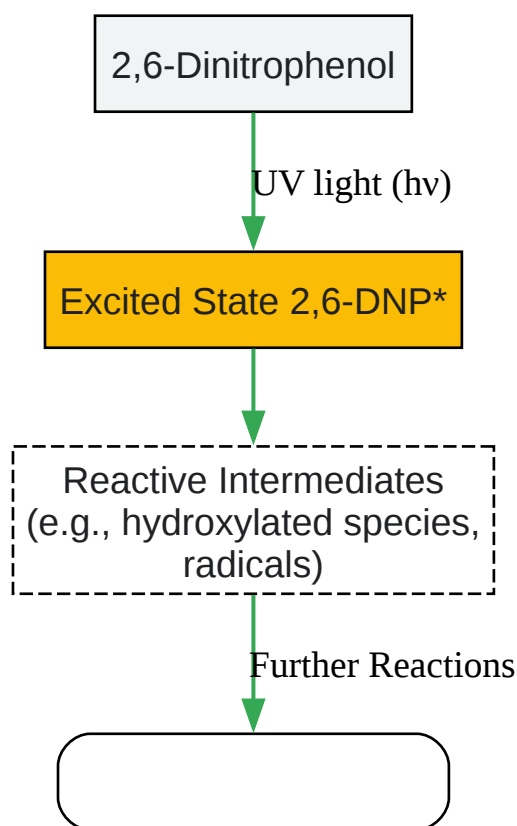 2,6-Dinitrophenol
UV light (hν)
Excited State 2,6-DNP*
Reactive Intermediates
(e.g., hydroxylated species,
radicals)
Further Reactions